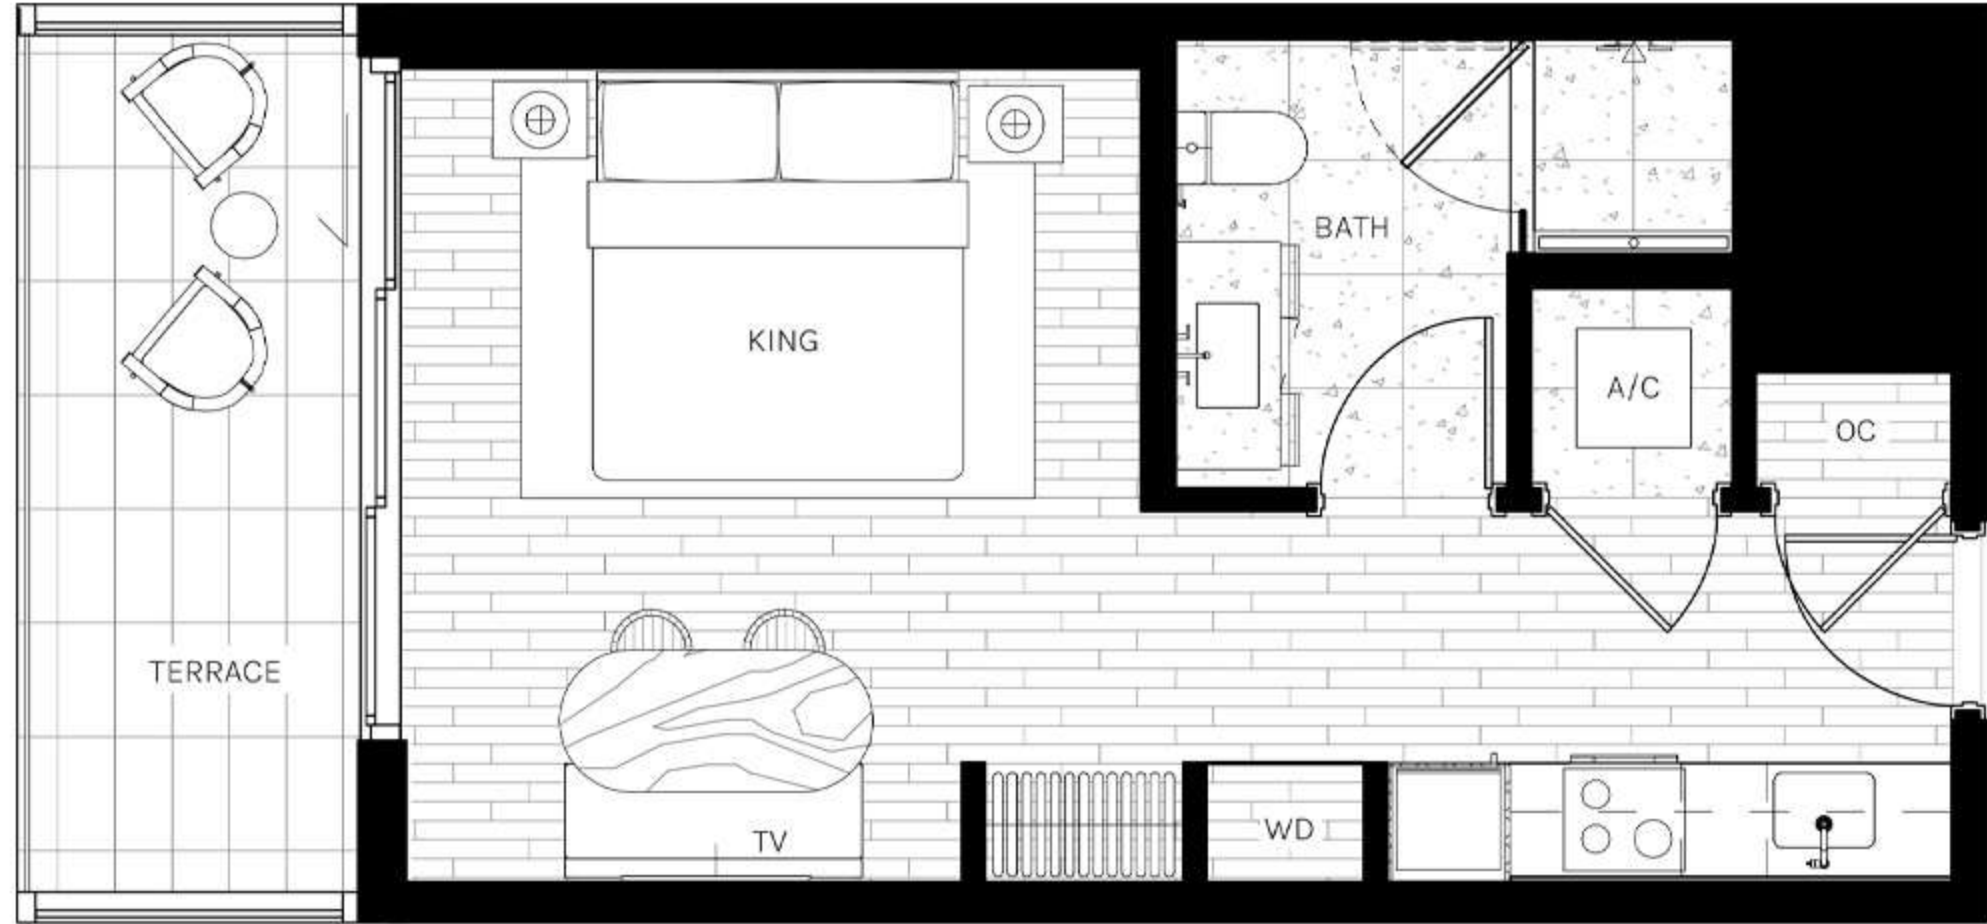 BATH
KING
A/C
OC
TERRACE
TV
WD